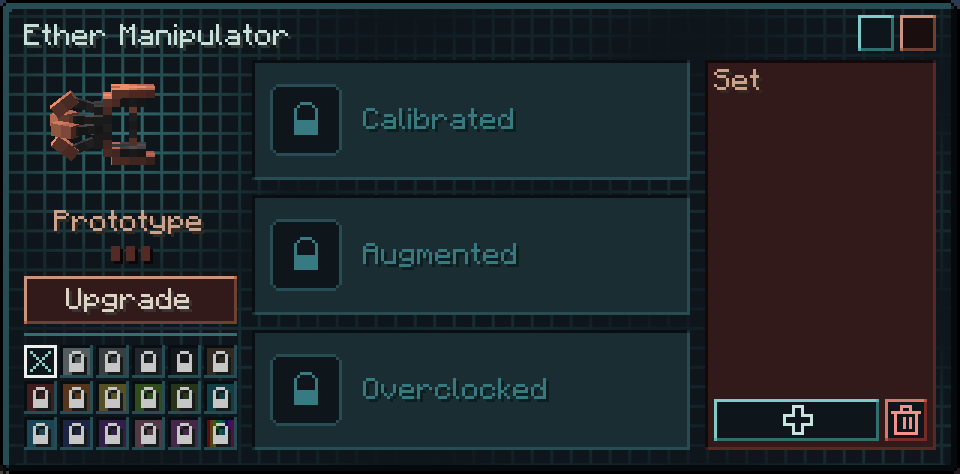 Ether Manipulator
Prototype
Upgrade
Calibrated
Augmented
Overclocked
Set